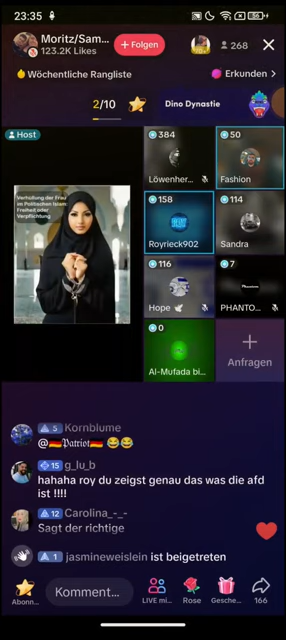 23:35
56
Moritz/Sam...
123.2K Likes
+ Folgen
268
Wöchentliche Rangliste
Erkunden >
2/10
Dino Dynastie
Host
384
50
Verhüllung der Frau
im Politischen Islam:
Freiheit oder
Verpflichtung
Löwenher...
Fashion
158
114
Royrieck902
Sandra
116
7
Hope 🕊
PHANTO...
0
Al-Mufada bi...
+
Anfragen
5 Kornblume
@🇩🇪𝔓𝔞𝔱𝔯𝔦𝔬𝔱🇩🇪 😂😂
15 g_lu_b
hahaha roy du zeigst genau das was die afd
ist !!!!
12 Carolina_-_-
Sagt der richtige
1 jasmineweislein ist beigetreten
Abonn...
Komment...
LIVE mi...
Rose
Gesche...
166